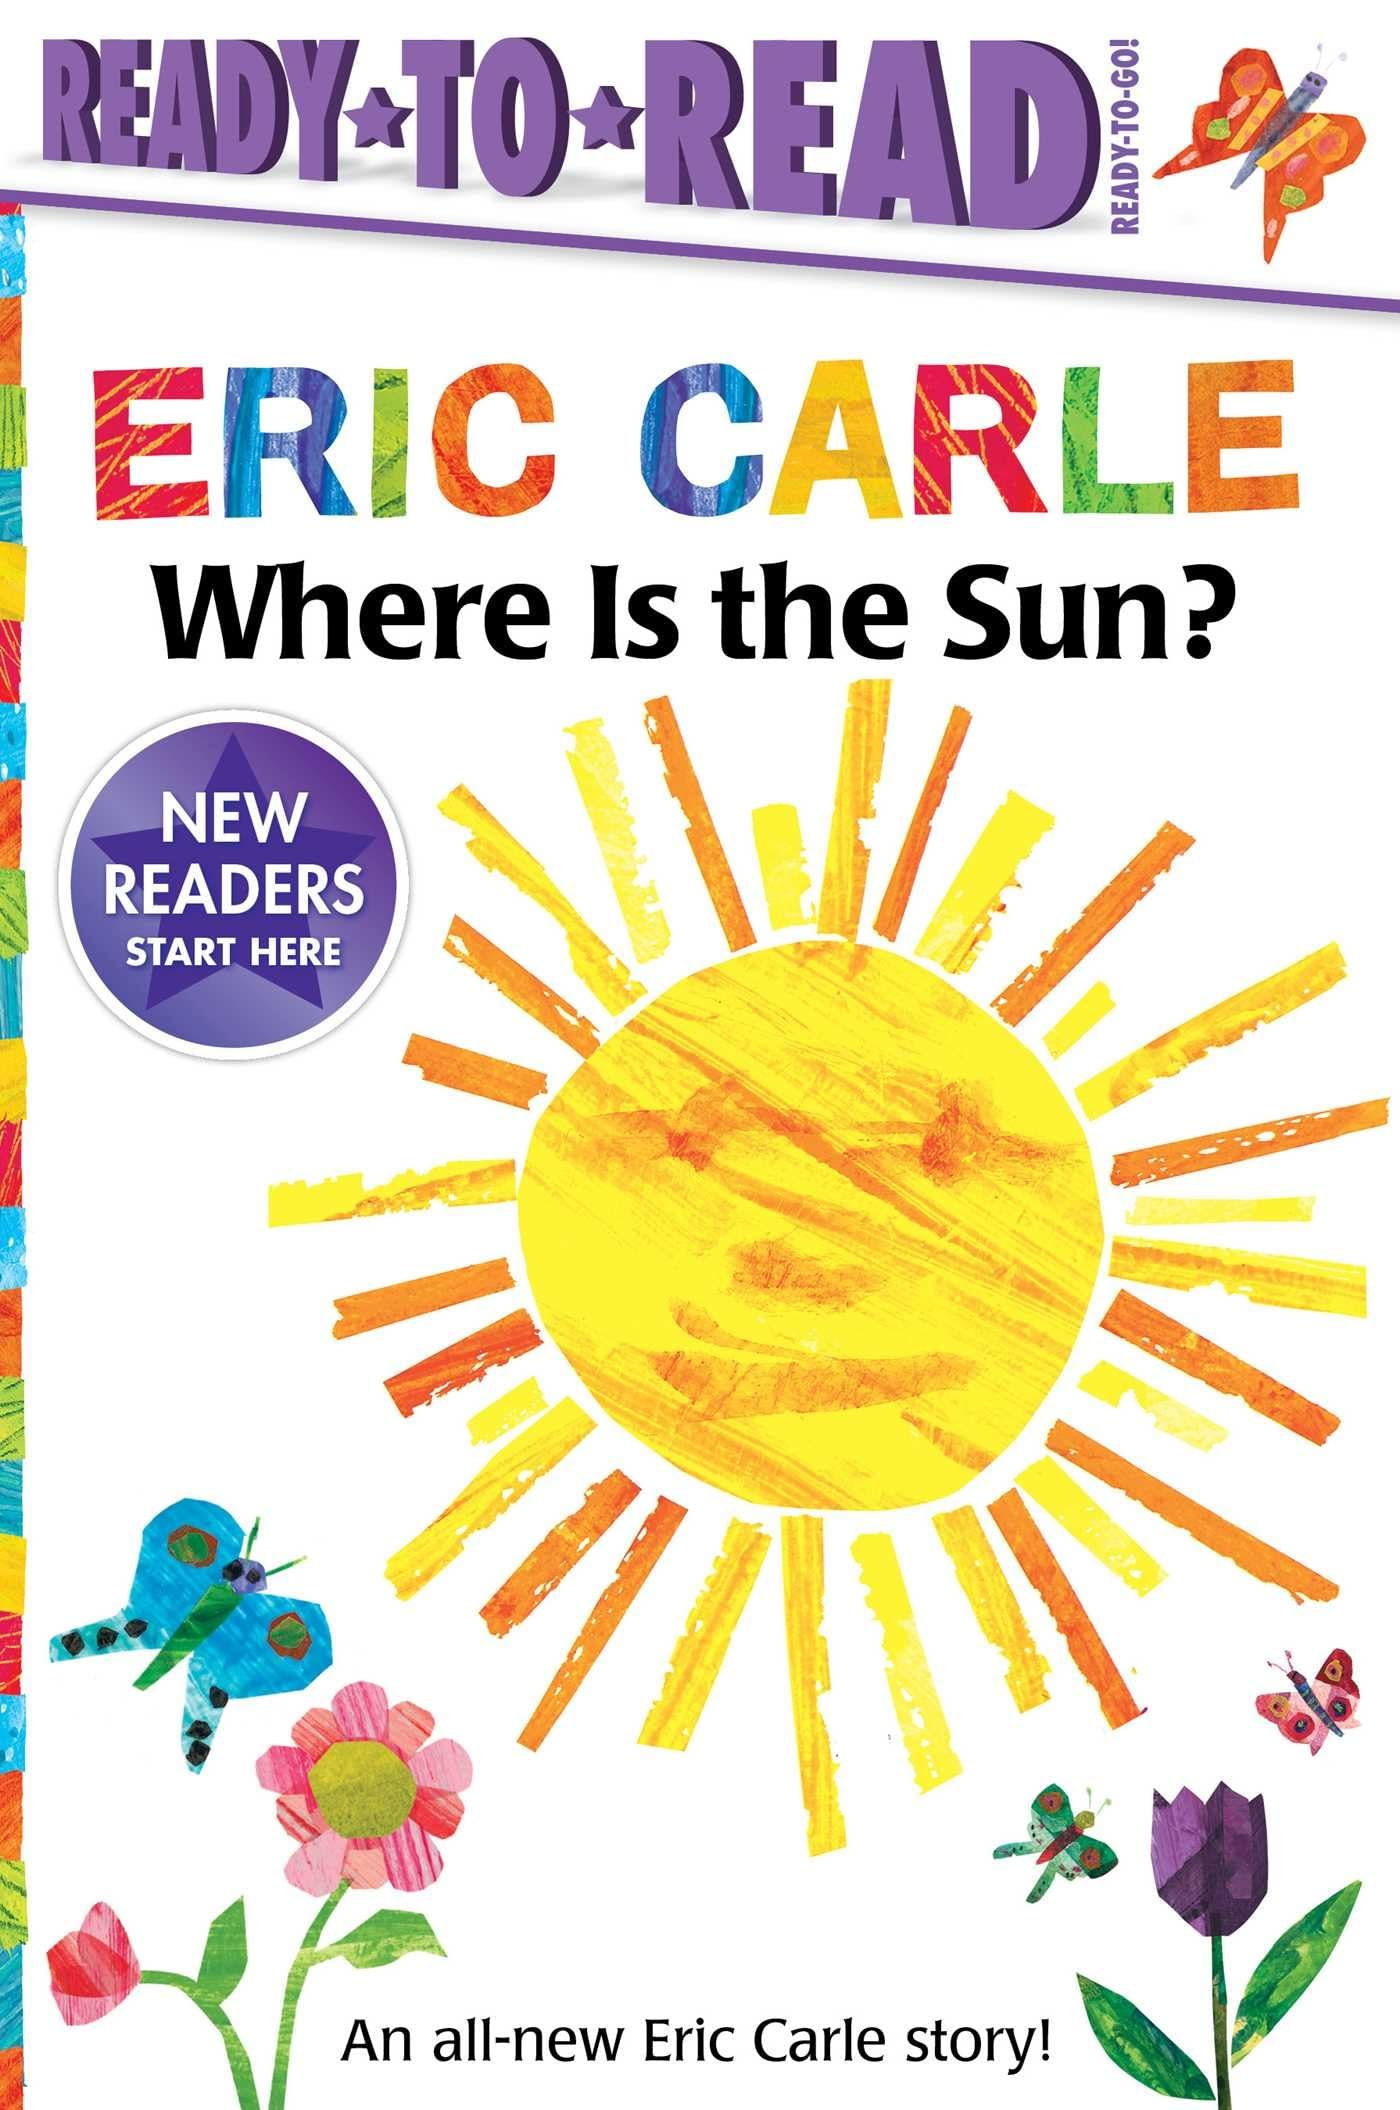 READY★TO★READ
READY-TO-GO!
ERIC CARLE
Where Is the Sun?
NEW
READERS
START HERE
An all-new Eric Carle story!